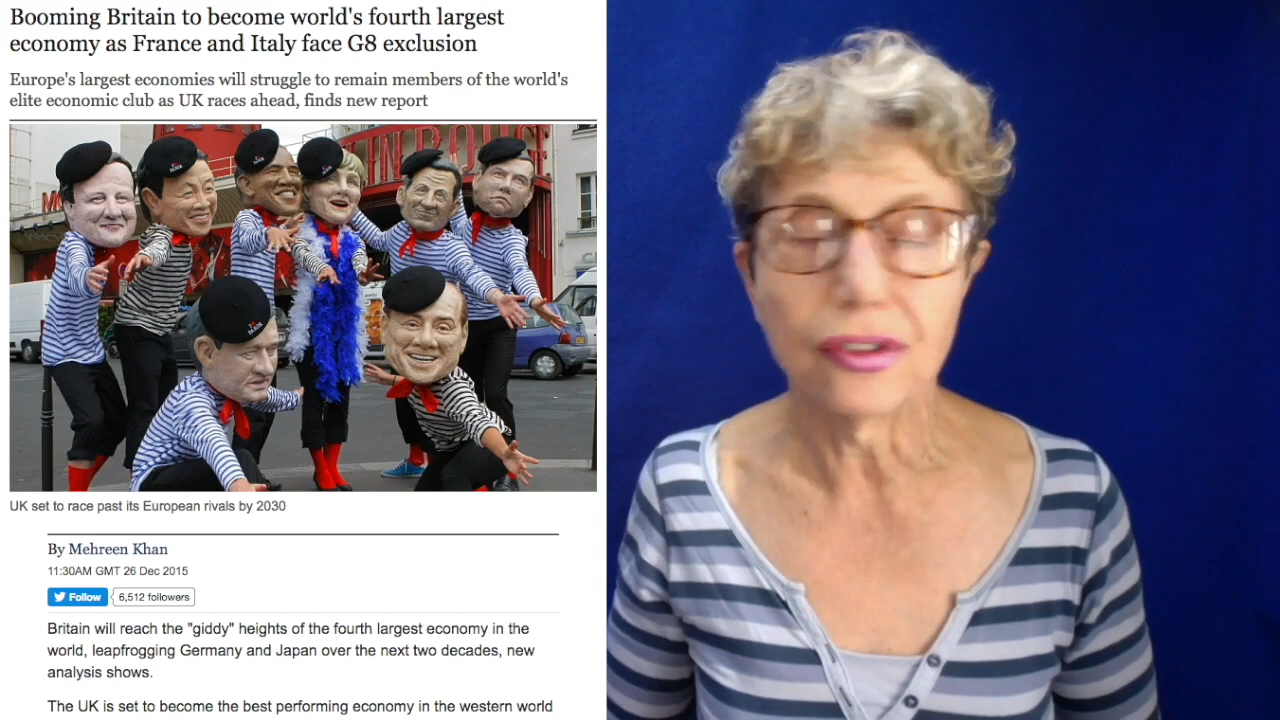 Booming Britain to become world's fourth largest
economy as France and Italy face G8 exclusion
Europe's largest economies will struggle to remain members of the world's
elite economic club as UK races ahead, finds new report
UK set to race past its European rivals by 2030
By Mehreen Khan
11:30AM GMT 26 Dec 2015
Follow 6,512 followers
Britain will reach the "giddy" heights of the fourth largest economy in the
world, leapfrogging Germany and Japan over the next two decades, new
analysis shows.
The UK is set to become the best performing economy in the western world